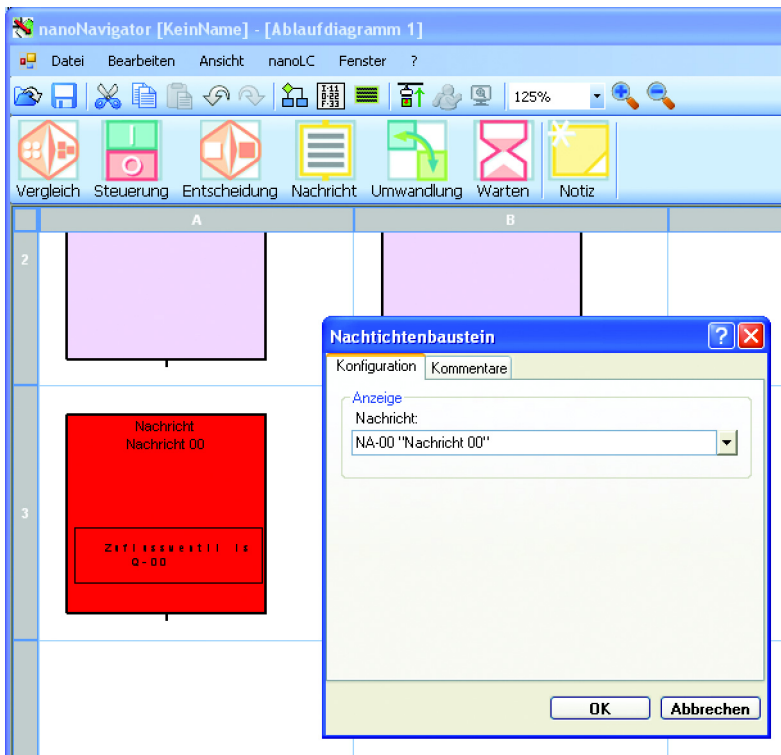 nanoNavigator [KeinName] - [Ablaufdiagramm 1]
Datei Bearbeiten Ansicht nanoLC Fenster ?
125%
Vergleich Steuerung Entscheidung Nachricht Umwandlung Warten Notiz
A B
2
Nachtichtenbaustein
Konfiguration Kommentare
Anzeige
Nachricht:
NA-00 "Nachricht 00"
3
Nachricht
Nachricht 00
is
Q-00
OK Abbrechen